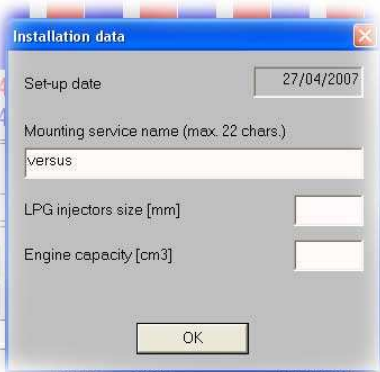 Installation data
Set-up date 27/04/2007
Mounting service name (max. 22 chars.)
versus
LPG injectors size [mm]
Engine capacity [cm3]
OK